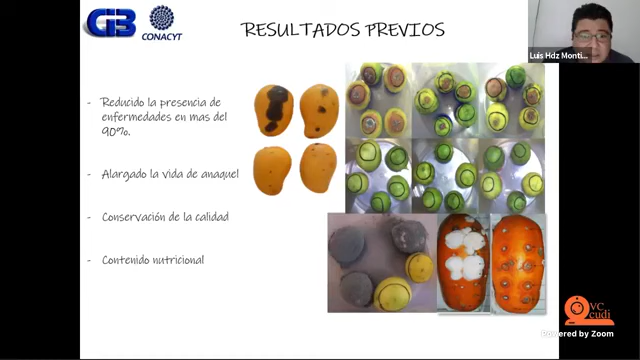 CiB
CONACYT
RESULTADOS PREVIOS
Luis Hdz Monti...
- Reducido la presencia de
enfermedades en mas del
90%.
- Alargado la vida de anaquel
- Conservación de la calidad
- Contenido nutricional
VC
cudi
Powered by Zoom